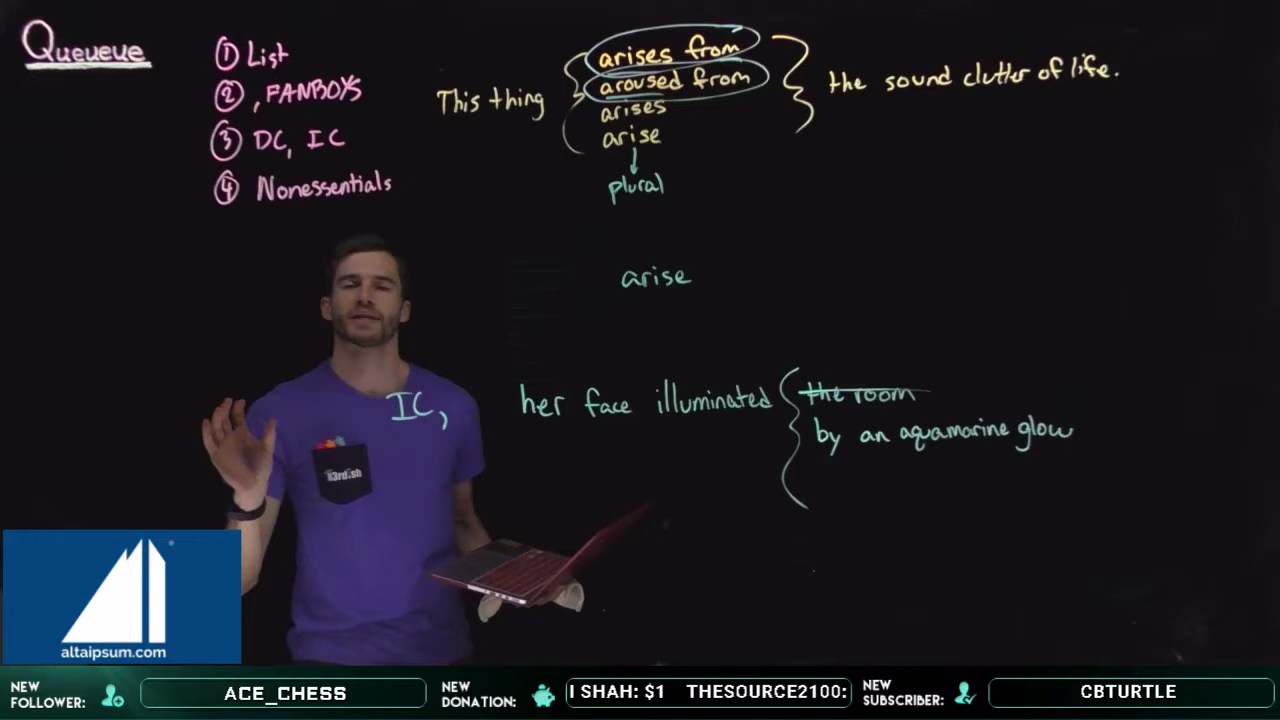 Queueue
① List
② , FANBOYS
③ DC, IC
④ Nonessentials
This thing
arises from
aroused from
arises
arise
plural
the sound clutter of life.
arise
IC,
her face illuminated
the room
by an aquamarine glow
n3rd.sh
altaipsum.com
NEW FOLLOWER:
ACE_CHESS
NEW DONATION:
I SHAH: $1 THESOURCE2100:
NEW SUBSCRIBER:
CBTURTLE